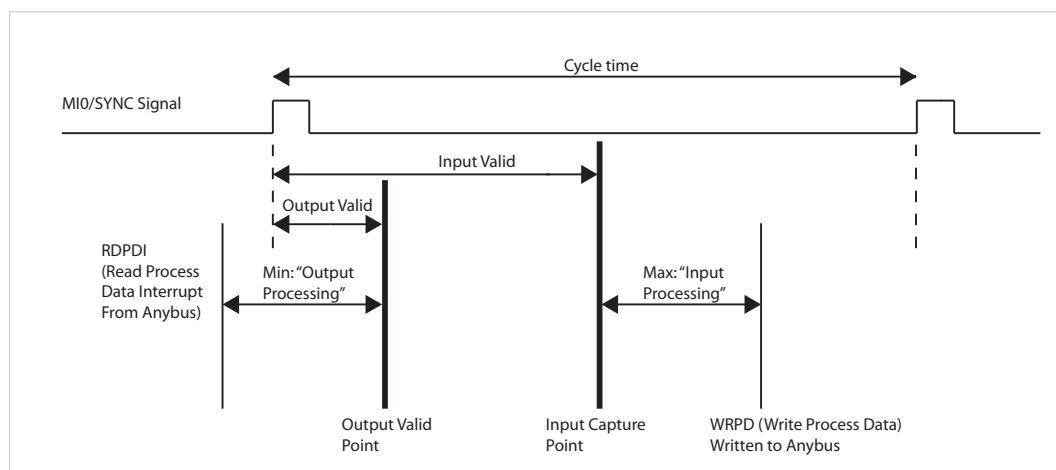 Cycle time
MI0/SYNC Signal
Input Valid
Output Valid
RDPDI
(Read Process
Data Interrupt
From Anybus)
Min: “Output
Processing”
Max: “Input
Processing”
Output Valid
Point
Input Capture
Point
WRPD (Write Process Data)
Written to Anybus